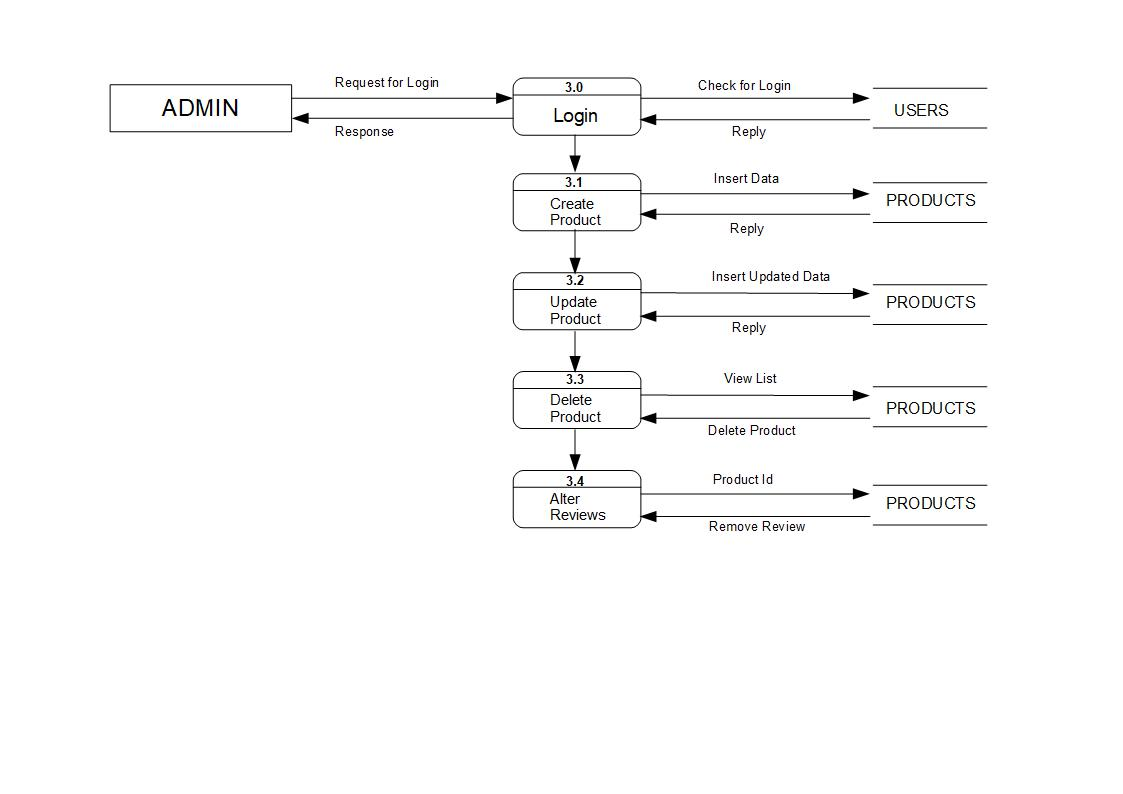 Request for Login
3.0
Check for Login
ADMIN
Login
USERS
Response
Reply
3.1
Insert Data
Create
Product
PRODUCTS
Reply
3.2
Insert Updated Data
Update
Product
PRODUCTS
Reply
3.3
View List
Delete
Product
PRODUCTS
Delete Product
3.4
Product Id
Alter
Reviews
PRODUCTS
Remove Review